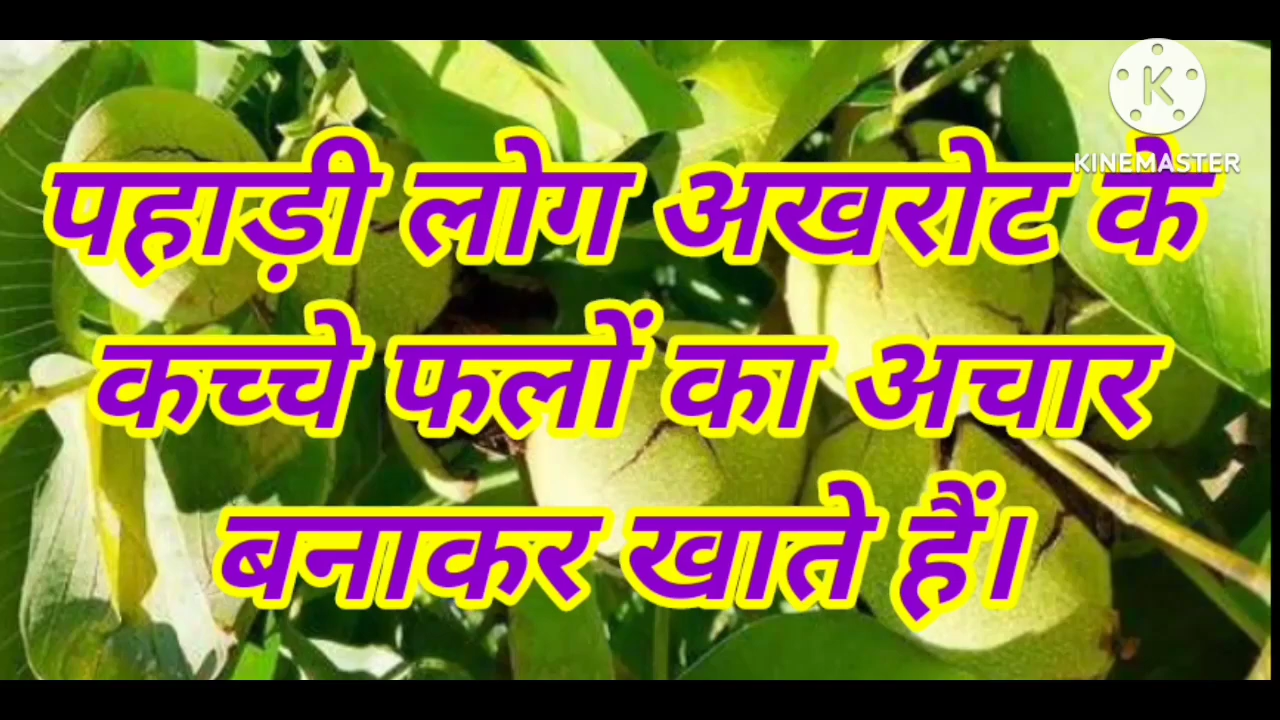 KINEMASTER
पहाड़ी लोग अखरोट के
कच्चे फलों का अचार
बनाकर खाते हैं।